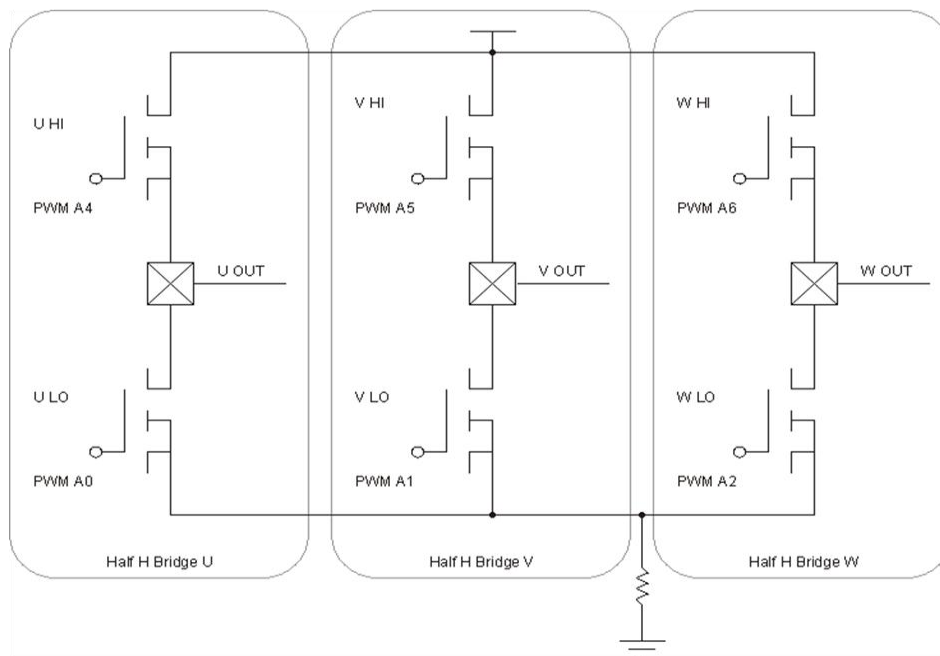 U HI
PWM A4
U OUT
U LO
PWM A0
Half H Bridge U
V HI
PWM A5
V OUT
V LO
PWM A1
Half H Bridge V
W HI
PWM A6
W OUT
W LO
PWM A2
Half H Bridge W